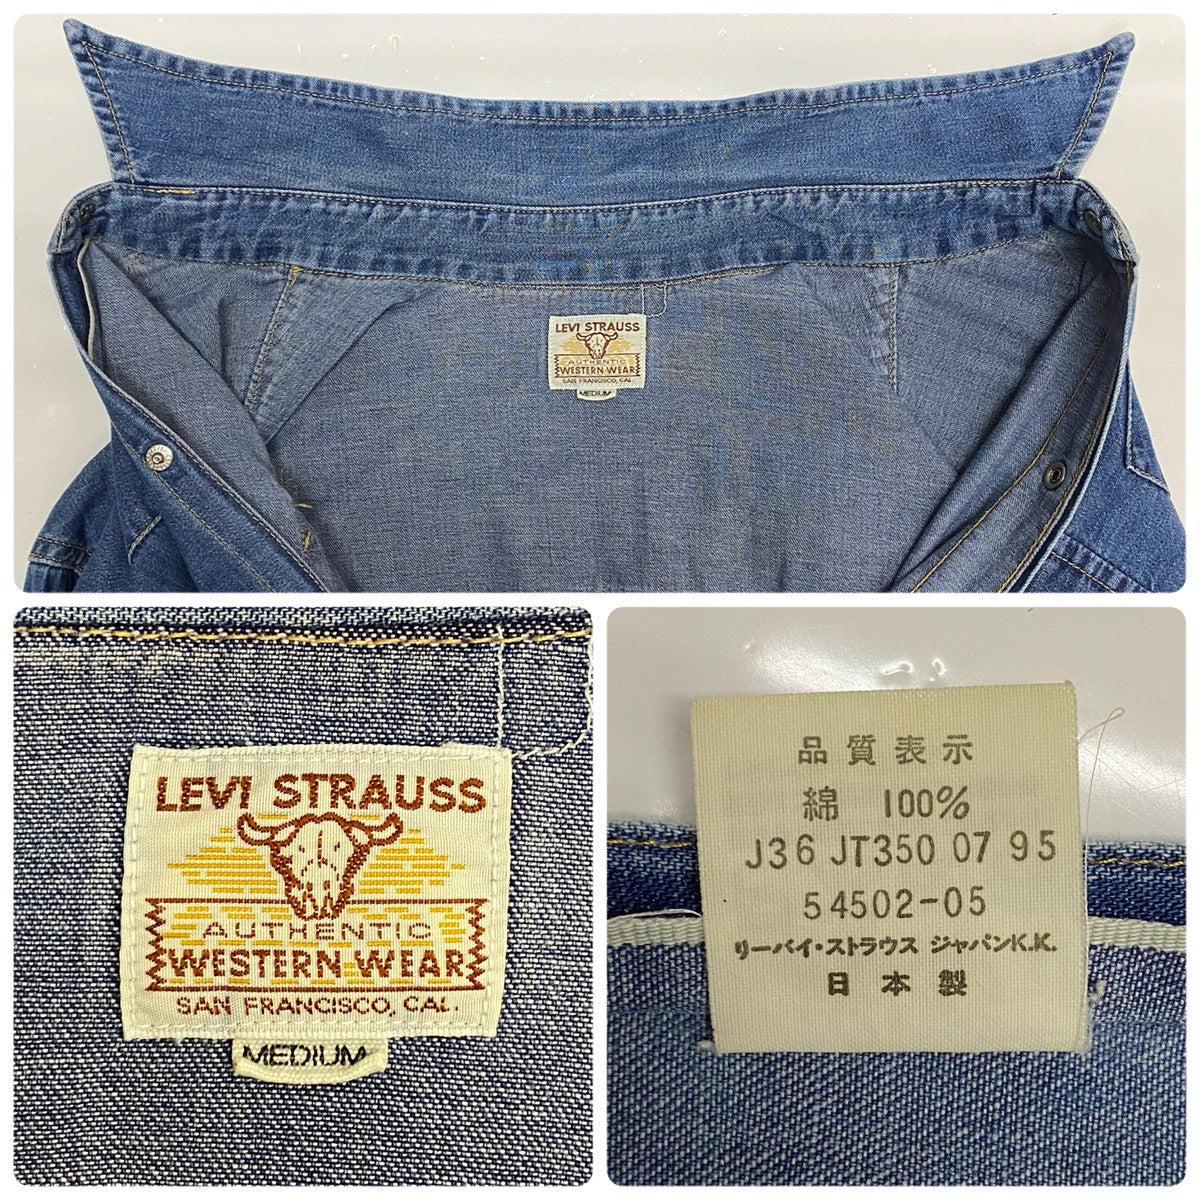 LEVI STRAUSS
AUTHENTIC
WESTERN WEAR
SAN FRANCISCO, CAL.
MEDIUM
LEVI STRAUSS
AUTHENTIC
WESTERN WEAR
SAN FRANCISCO, CAL.
MEDIUM
品質表示
綿 100%
J36 JT350 07 95
54502-05
リーバイ・ストラウス ジャパンK.K.
日本製